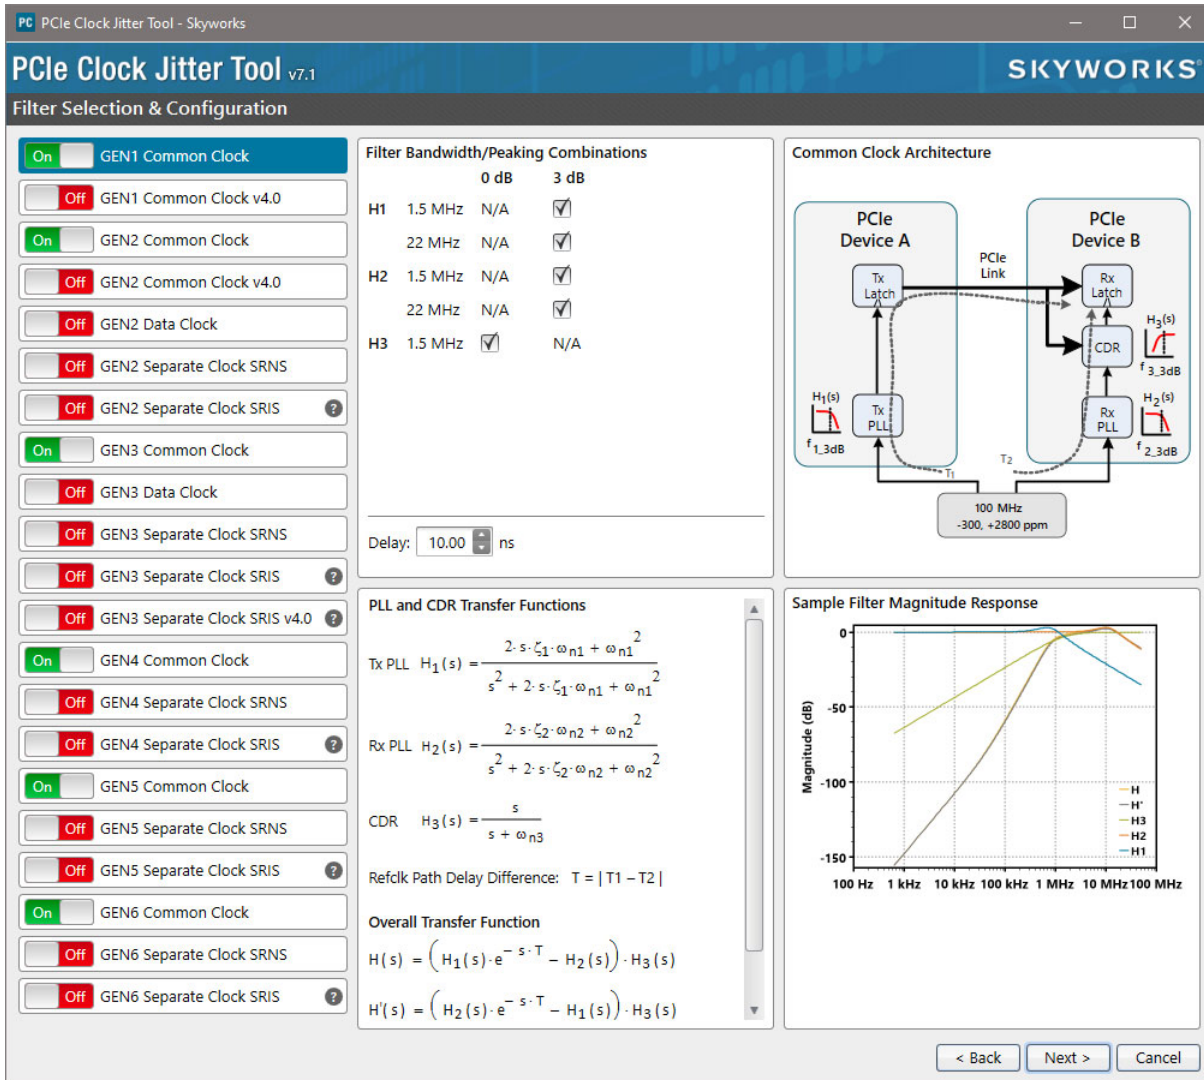 PC PCIe Clock Jitter Tool - Skyworks
PCIe Clock Jitter Tool v7.1
SKYWORKS®
Filter Selection & Configuration
On GEN1 Common Clock
Off GEN1 Common Clock v4.0
On GEN2 Common Clock
Off GEN2 Common Clock v4.0
Off GEN2 Data Clock
Off GEN2 Separate Clock SRNS
Off GEN2 Separate Clock SRIS ?
On GEN3 Common Clock
Off GEN3 Data Clock
Off GEN3 Separate Clock SRNS
Off GEN3 Separate Clock SRIS ?
Off GEN3 Separate Clock SRIS v4.0 ?
On GEN4 Common Clock
Off GEN4 Separate Clock SRNS
Off GEN4 Separate Clock SRIS ?
On GEN5 Common Clock
Off GEN5 Separate Clock SRNS
Off GEN5 Separate Clock SRIS ?
On GEN6 Common Clock
Off GEN6 Separate Clock SRNS
Off GEN6 Separate Clock SRIS ?
Filter Bandwidth/Peaking Combinations
0 dB 3 dB
H1 1.5 MHz N/A
22 MHz N/A
H2 1.5 MHz N/A
22 MHz N/A
H3 1.5 MHz N/A
Delay: 10.00 ns
Common Clock Architecture
PCIe
Device A
PCIe
Device B
PCIe
Link
Tx
Latch
Rx
Latch
H3(s)
CDR
f 3_3dB
H1(s)
Tx
PLL
f 1_3dB
Rx
PLL
H2(s)
f 2_3dB
T1
T2
100 MHz
-300, +2800 ppm
PLL and CDR Transfer Functions
Tx PLL H₁(s) = (2·s·ζ₁·ωn1 + ωn1²) / (s² + 2·s·ζ₁·ωn1 + ωn1²)
Rx PLL H₂(s) = (2·s·ζ₂·ωn2 + ωn2²) / (s² + 2·s·ζ₂·ωn2 + ωn2²)
CDR H₃(s) = s / (s + ωn3)
Refclk Path Delay Difference: T = | T1 − T2 |
Overall Transfer Function
H(s) = (H₁(s)·e^(− s·T) − H₂(s))·H₃(s)
H'(s) = (H₂(s)·e^(− s·T) − H₁(s))·H₃(s)
Sample Filter Magnitude Response
Magnitude (dB)
0
-50
-100
-150
H
H'
H3
H2
H1
100 Hz 1 kHz 10 kHz 100 kHz 1 MHz 10 MHz 100 MHz
< Back
Next >
Cancel